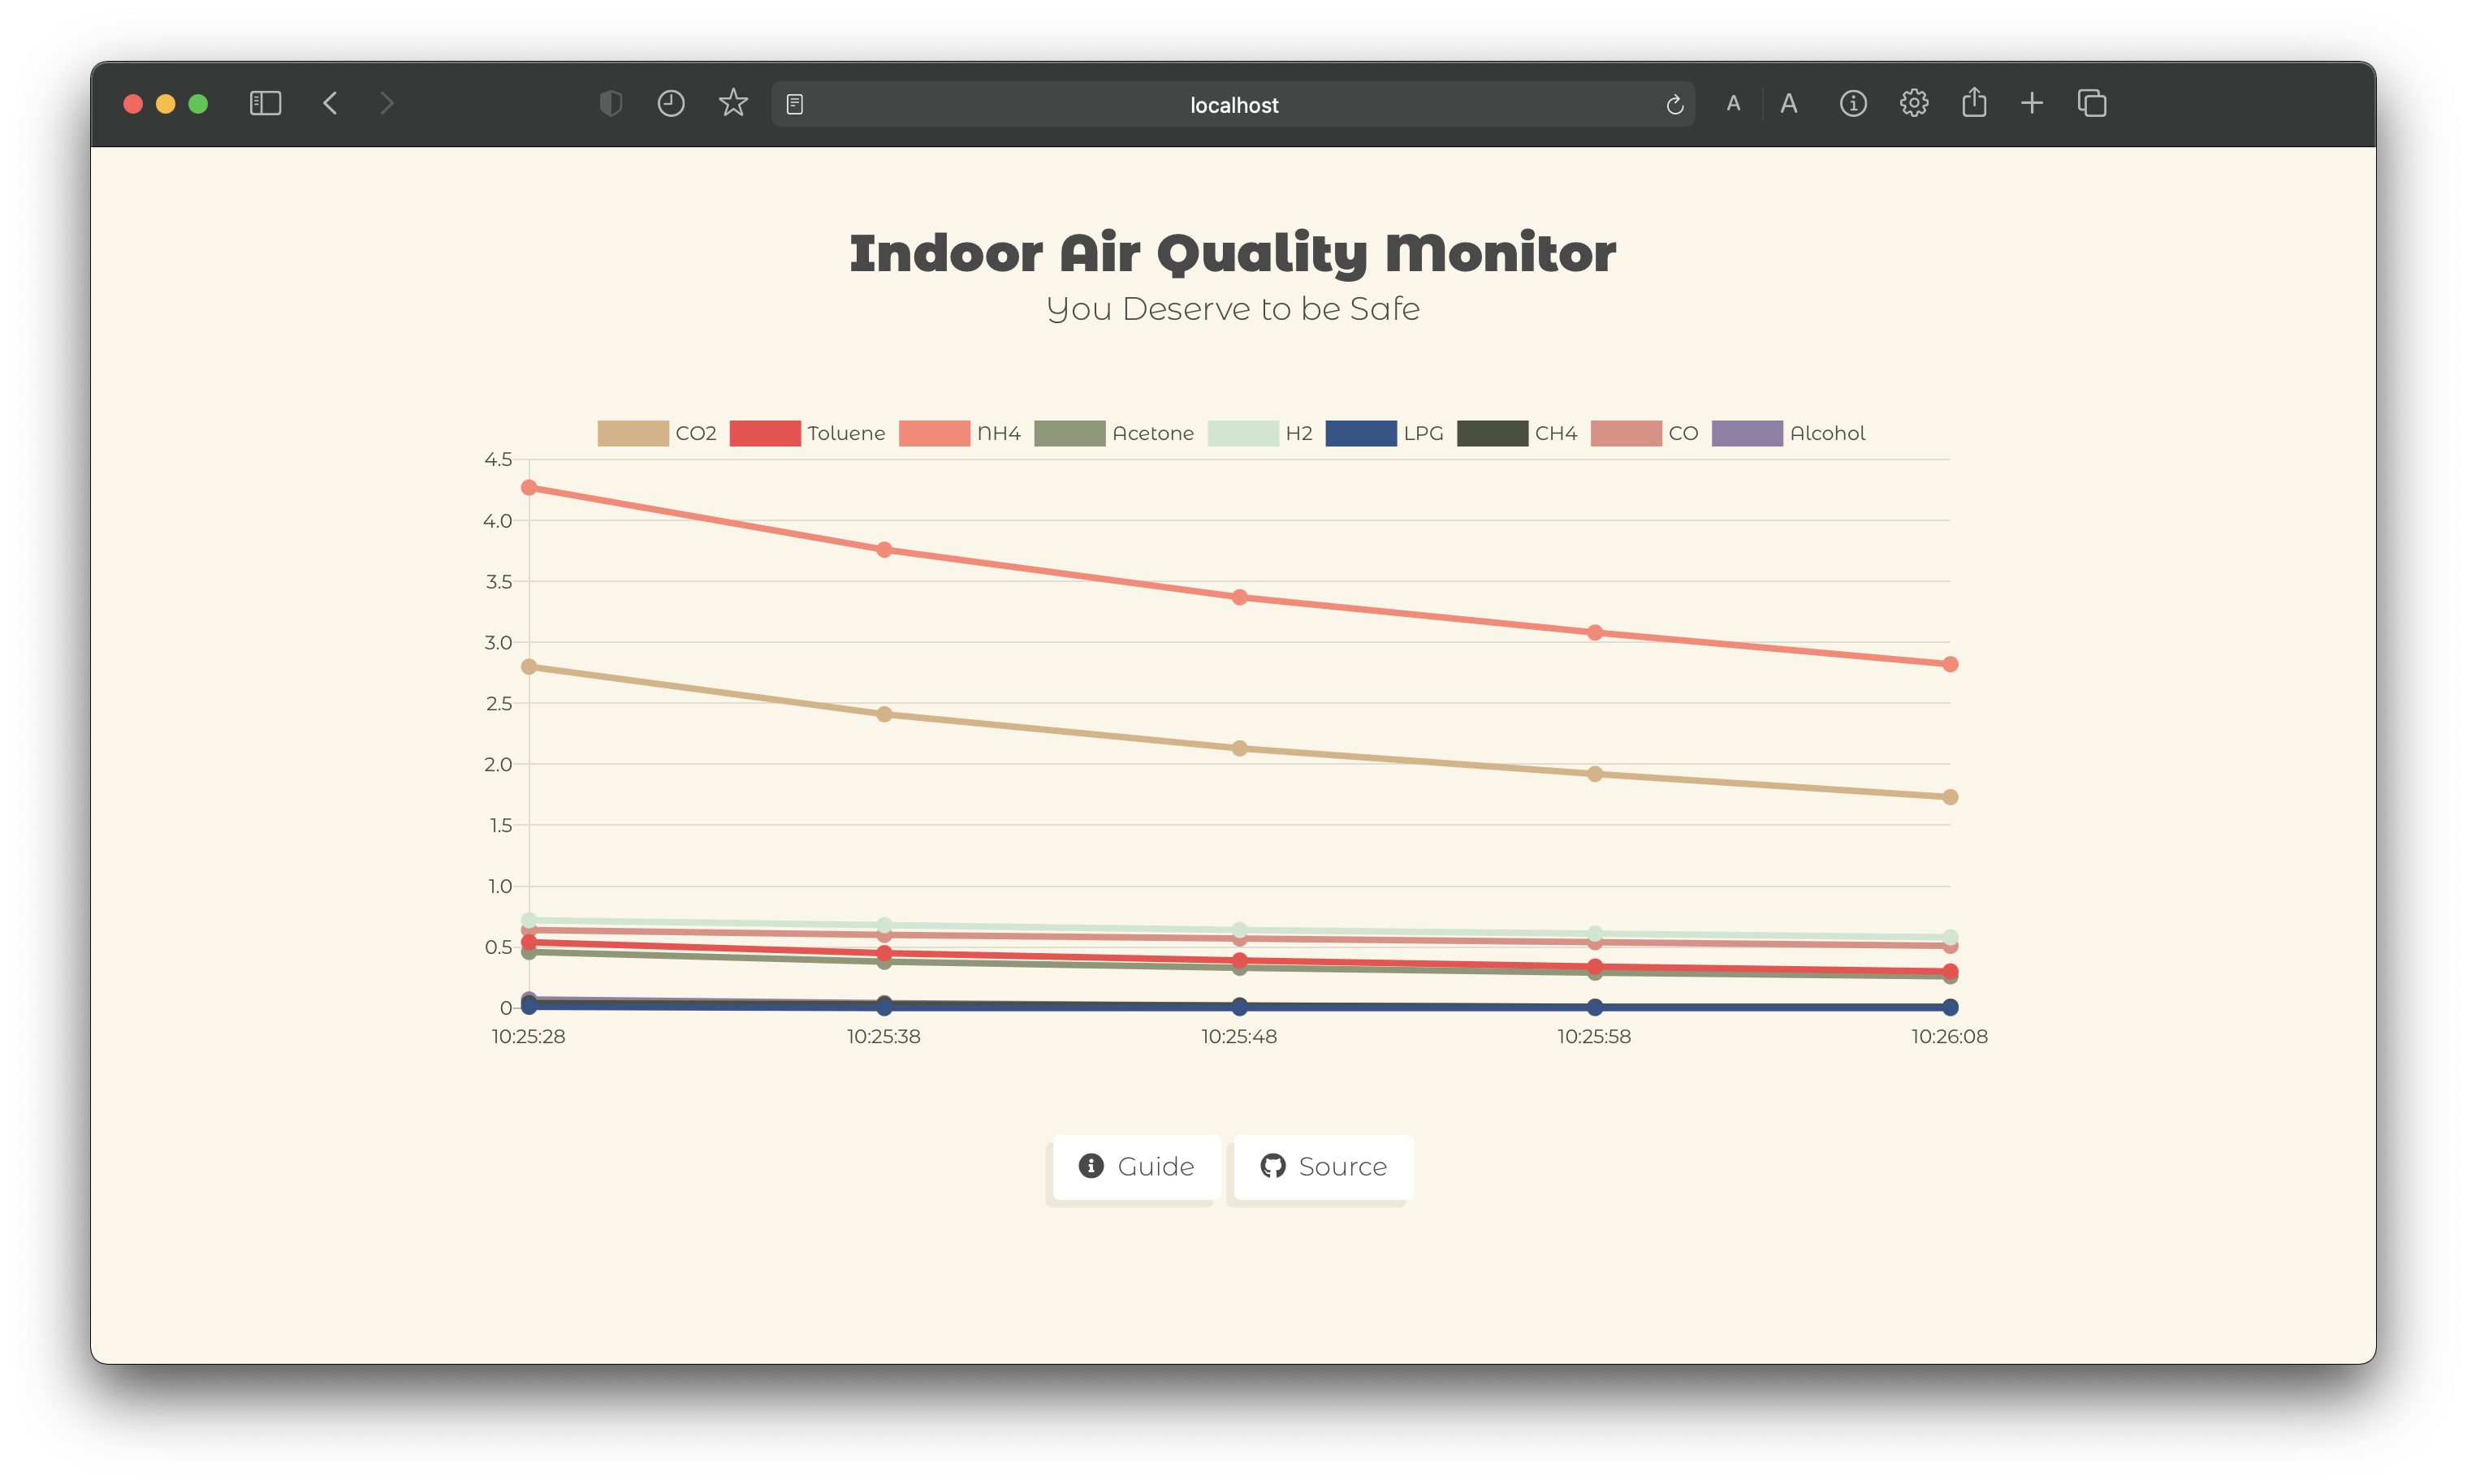 localhost
A A
Indoor Air Quality Monitor
You Deserve to be Safe
CO2 Toluene NH4 Acetone H2 LPG CH4 CO Alcohol
4.5
4.0
3.5
3.0
2.5
2.0
1.5
1.0
0.5
0
10:25:28 10:25:38 10:25:48 10:25:58 10:26:08
Guide Source